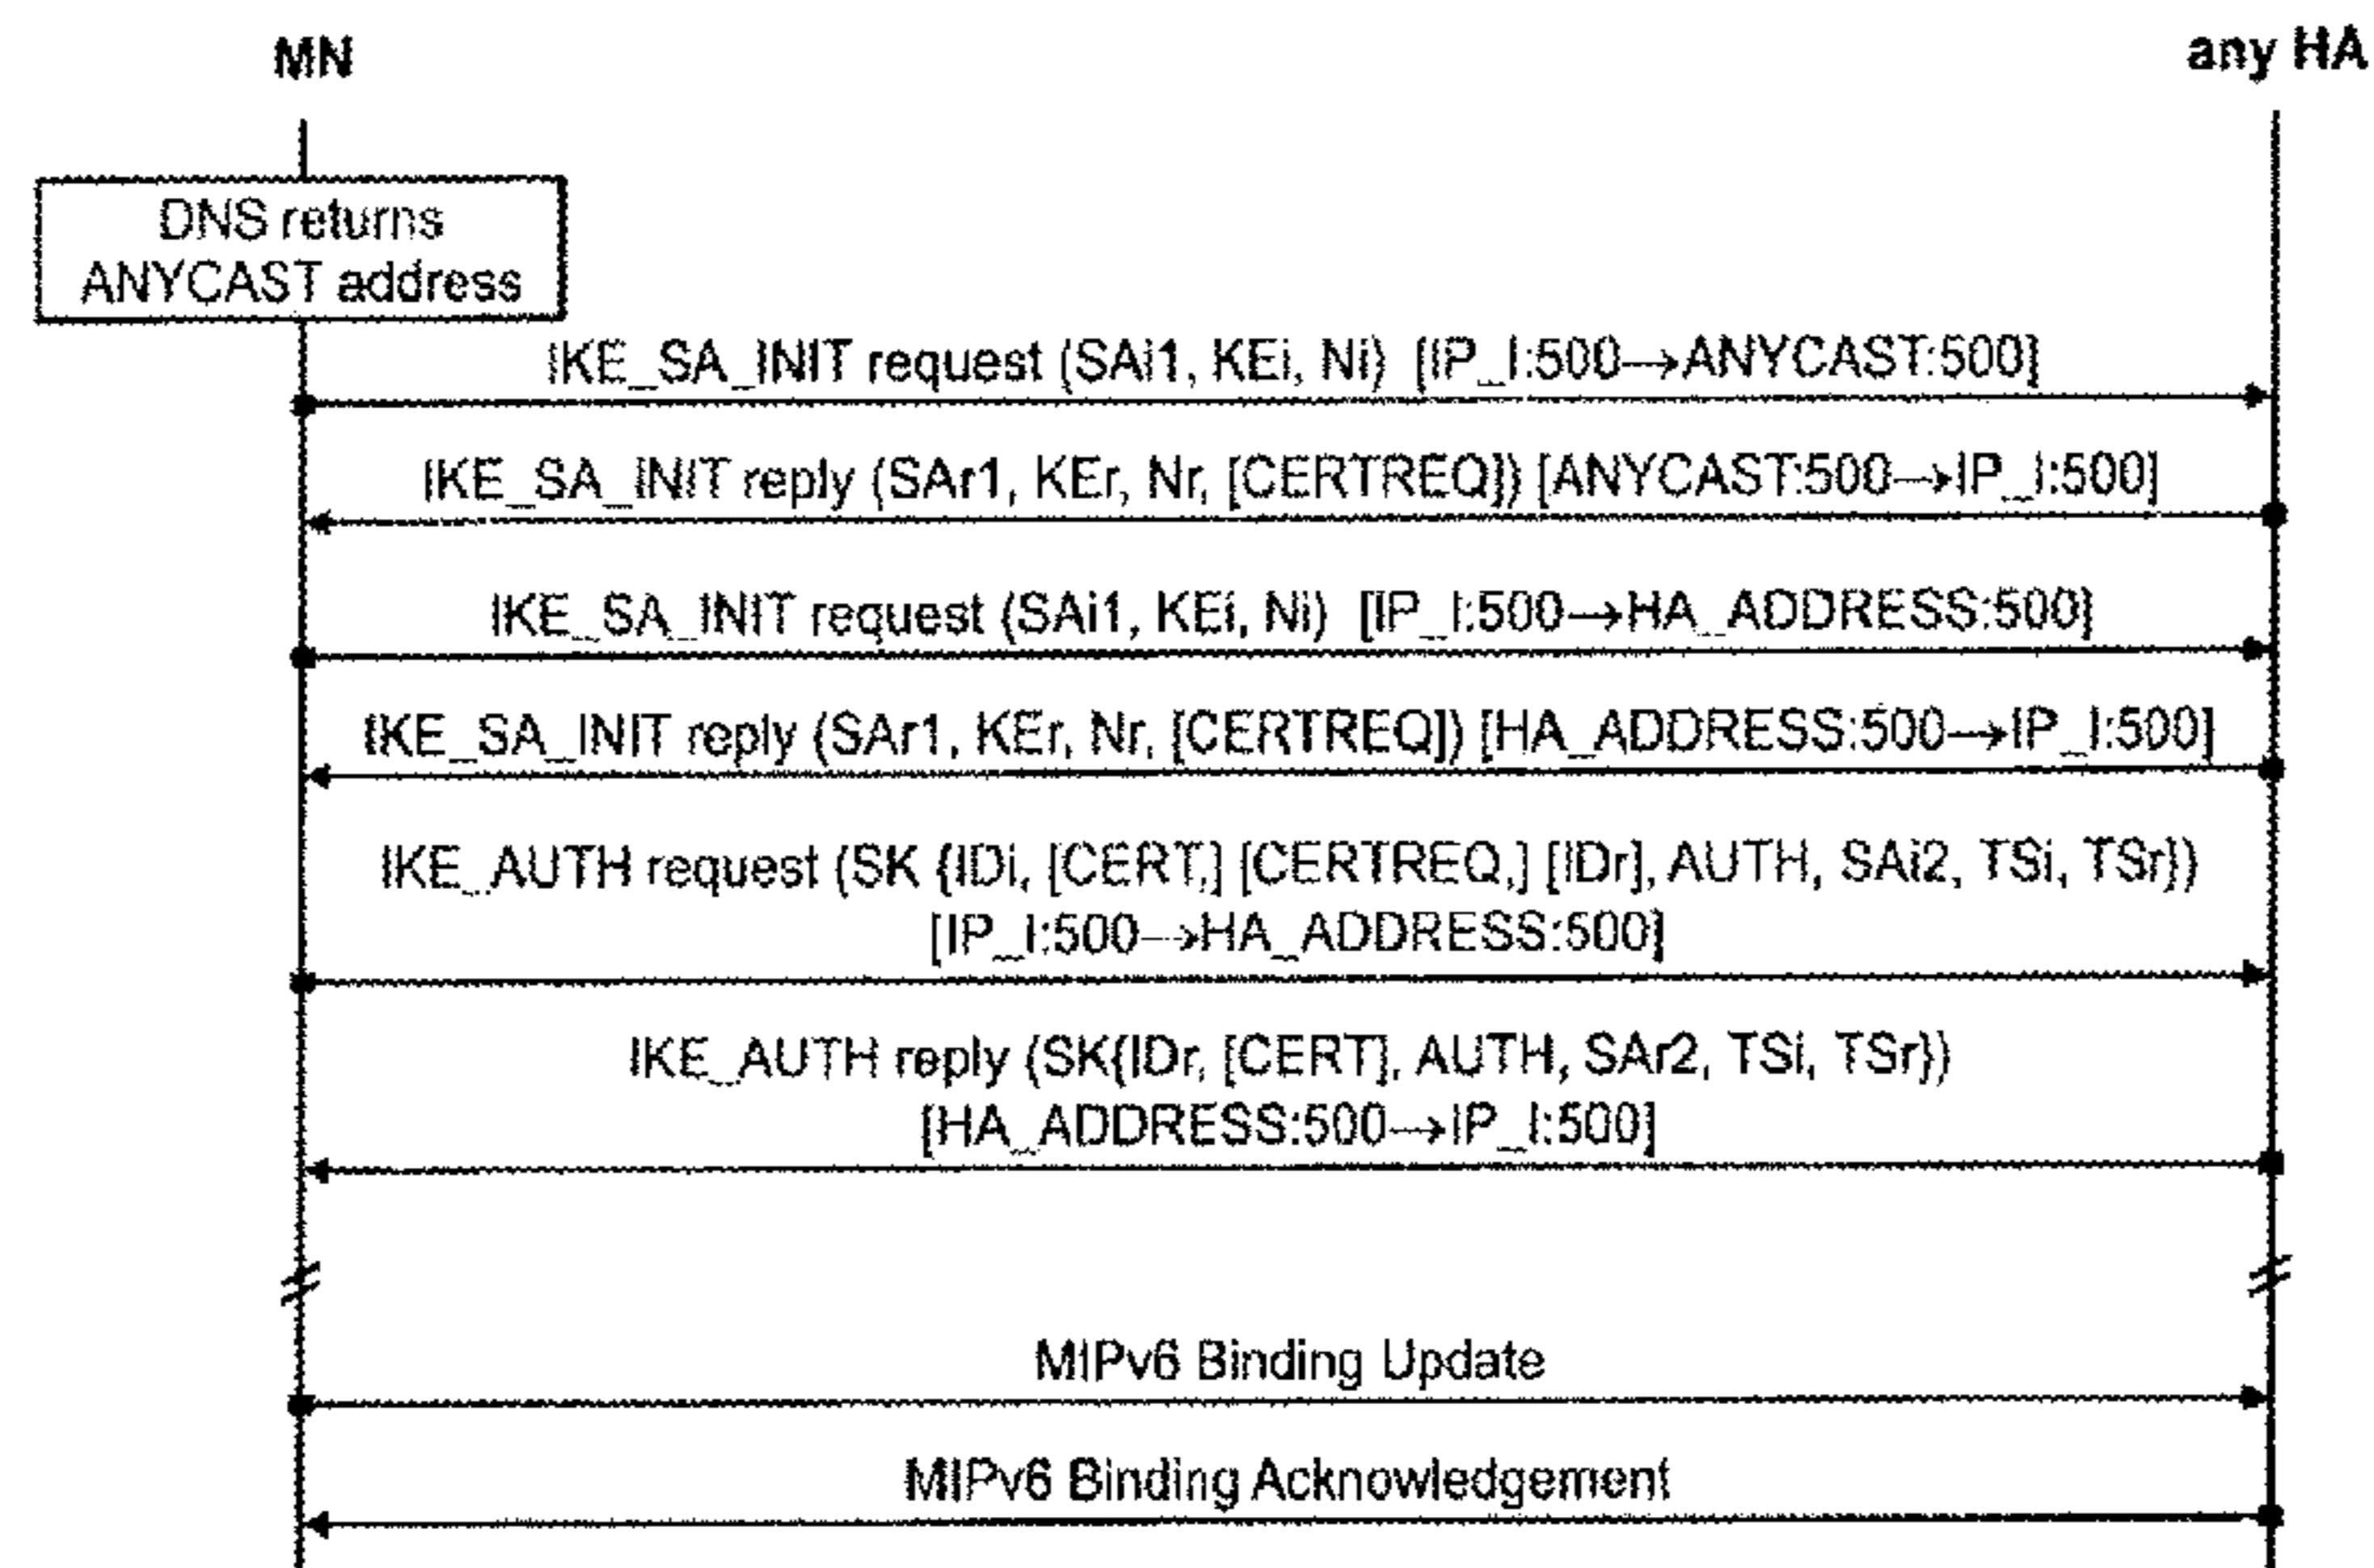 MN
any HA
DNS returns
ANYCAST address
IKE_SA_INIT request (SAi1, KEi, Ni) [IP_I:500→ANYCAST:500]
IKE_SA_INIT reply (SAr1, KEr, Nr, [CERTREQ]) [ANYCAST:500→IP_I:500]
IKE_SA_INIT request (SAi1, KEi, Ni) [IP_I:500→HA_ADDRESS:500]
IKE_SA_INIT reply (SAr1, KEr, Nr, [CERTREQ]) [HA_ADDRESS:500→IP_I:500]
IKE_AUTH request (SK {IDi, [CERT,] [CERTREQ,] [IDr], AUTH, SAi2, TSi, TSr})
[IP_I:500→HA_ADDRESS:500]
IKE_AUTH reply (SK{IDr, [CERT], AUTH, SAr2, TSi, TSr})
[HA_ADDRESS:500→IP_I:500]
MIPv6 Binding Update
MIPv6 Binding Acknowledgement